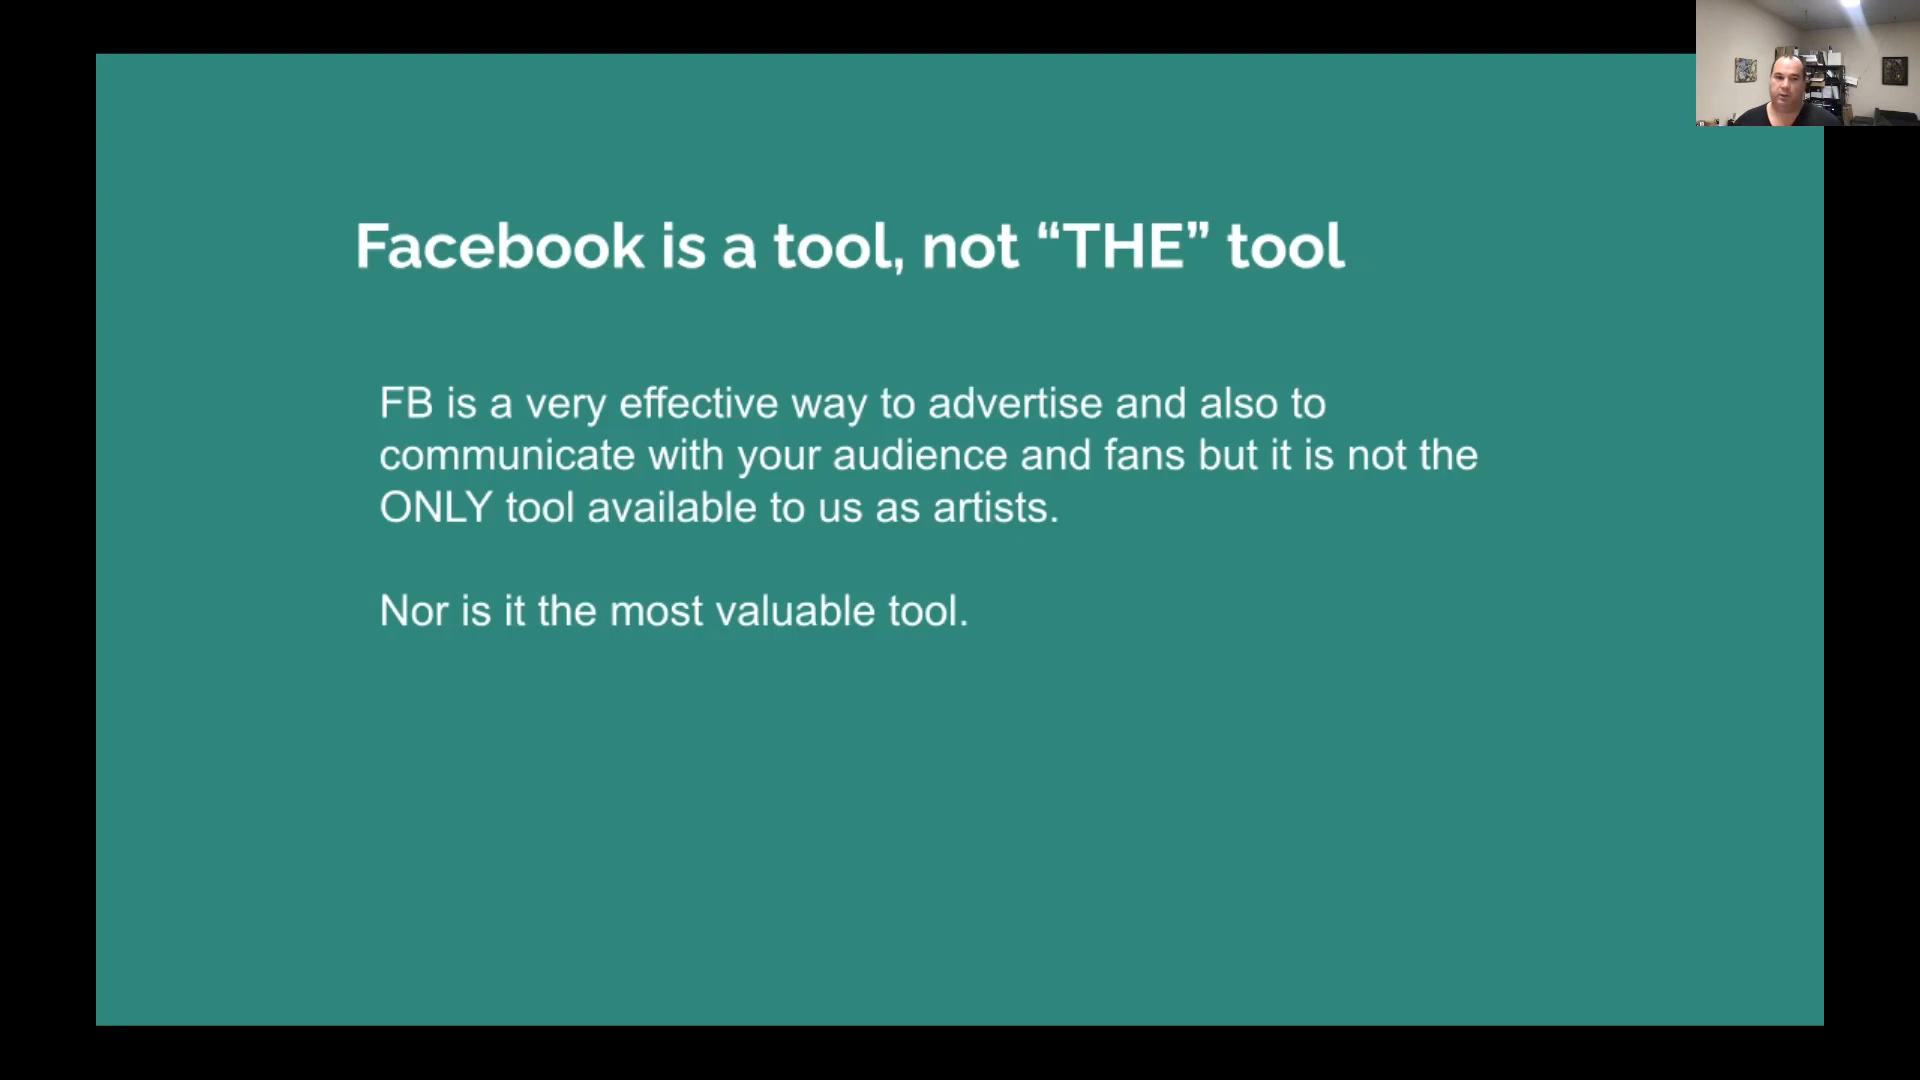 Facebook is a tool, not “THE” tool
FB is a very effective way to advertise and also to
communicate with your audience and fans but it is not the
ONLY tool available to us as artists.
Nor is it the most valuable tool.